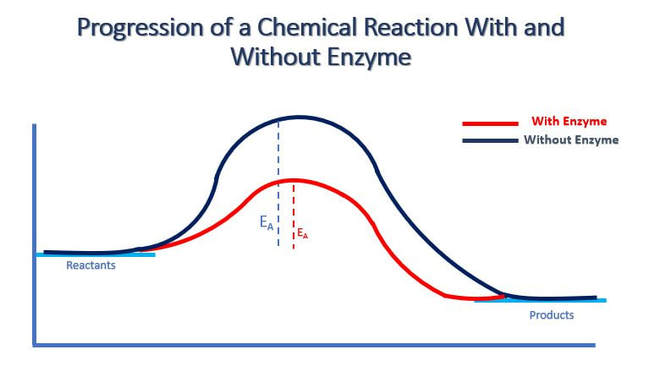 Progression of a Chemical Reaction With and
Without Enzyme
With Enzyme
Without Enzyme
EA
EA
Reactants
Products